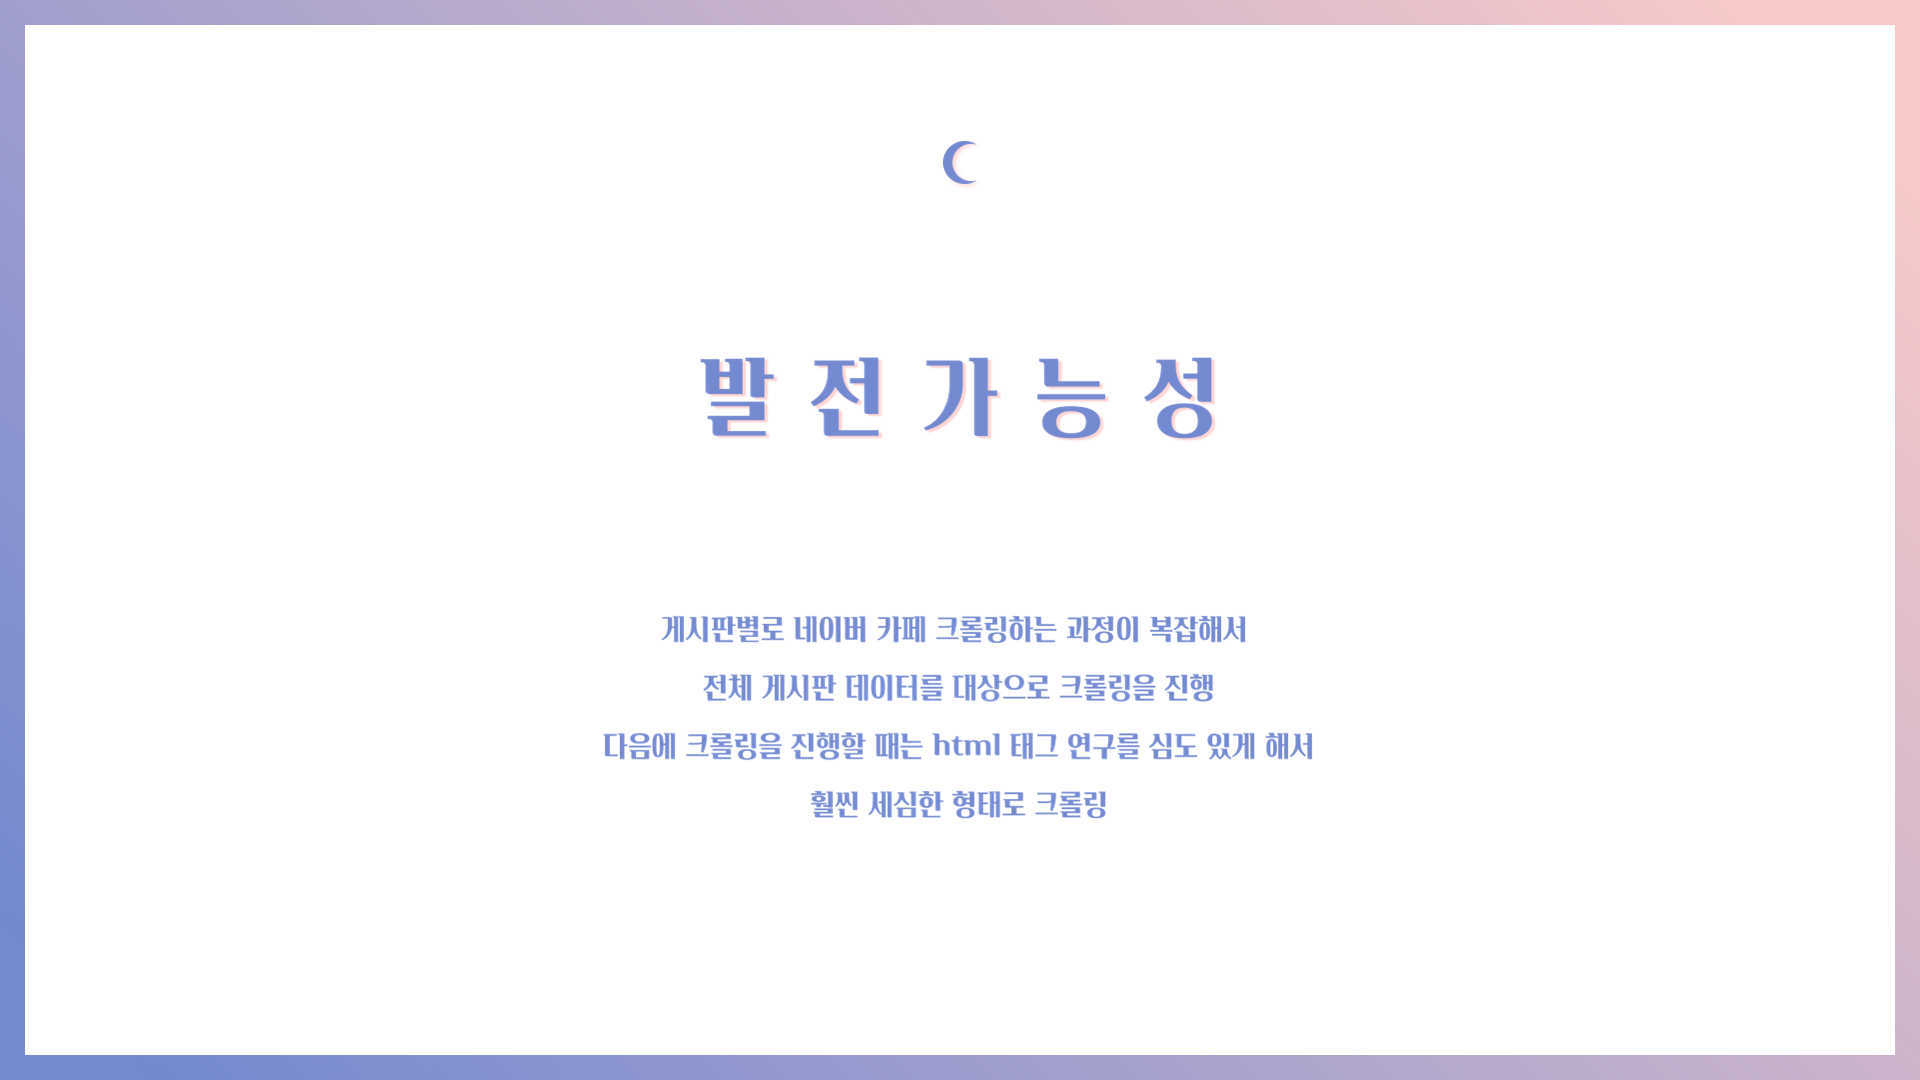 발전가능성
게시판별로 네이버 카페 크롤링하는 과정이 복잡해서
전체 게시판 데이터를 대상으로 크롤링을 진행
다음에 크롤링을 진행할 때는 html 태그 연구를 심도 있게 해서
훨씬 세심한 형태로 크롤링